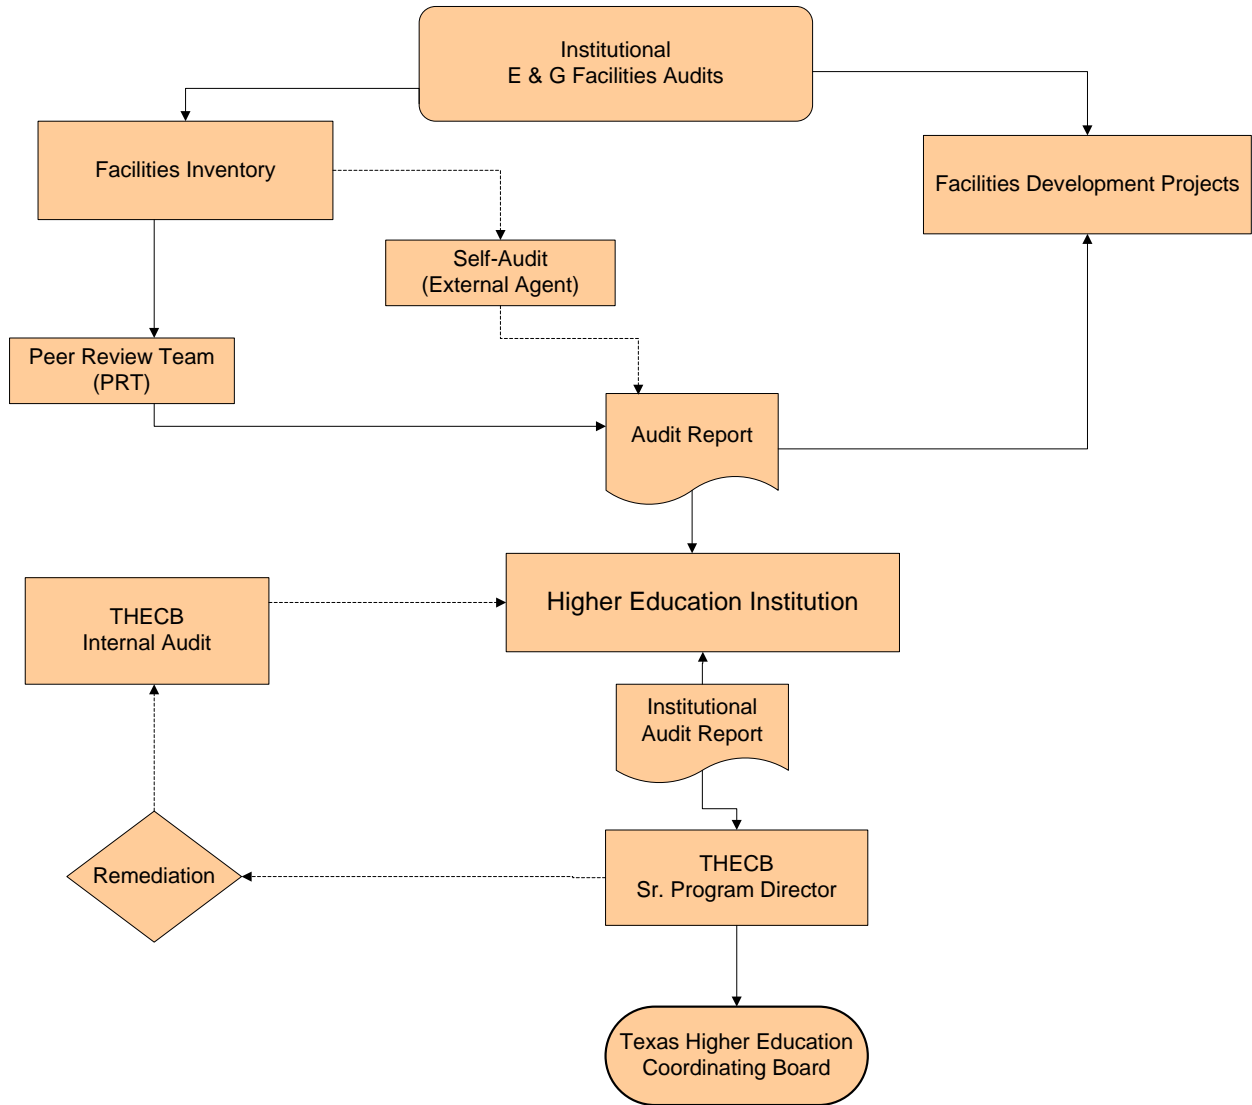 Institutional
E & G Facilities Audits
Facilities Inventory
Facilities Development Projects
Self-Audit
(External Agent)
Peer Review Team
(PRT)
Audit Report
Higher Education Institution
THECB
Internal Audit
Institutional
Audit Report
Remediation
THECB
Sr. Program Director
Texas Higher Education
Coordinating Board